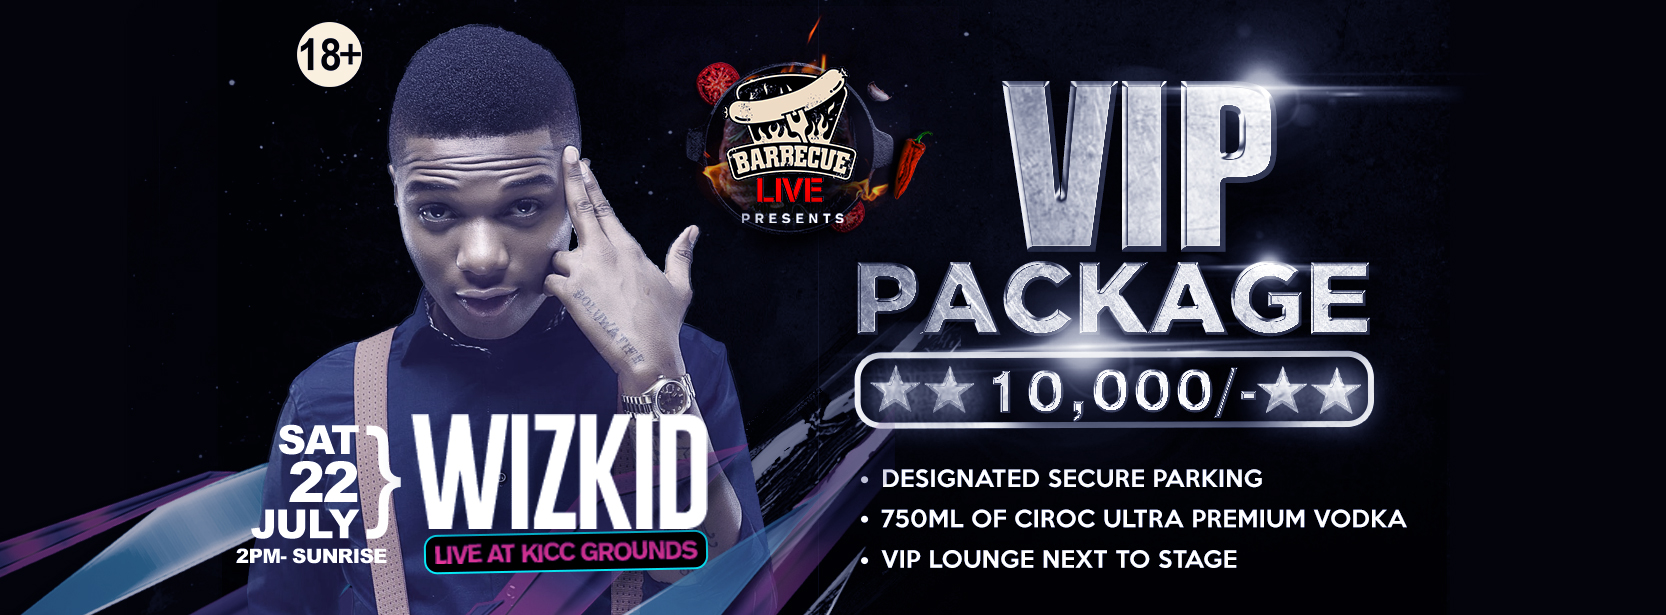 18+
BARBECUE
LIVE
PRESENTS
VIP
PACKAGE
10,000/-
BOLUWATIFE
SAT
22
JULY
2PM- SUNRISE
}
WIZKID
LIVE AT KICC GROUNDS
• DESIGNATED SECURE PARKING
• 750ML OF CIROC ULTRA PREMIUM VODKA
• VIP LOUNGE NEXT TO STAGE